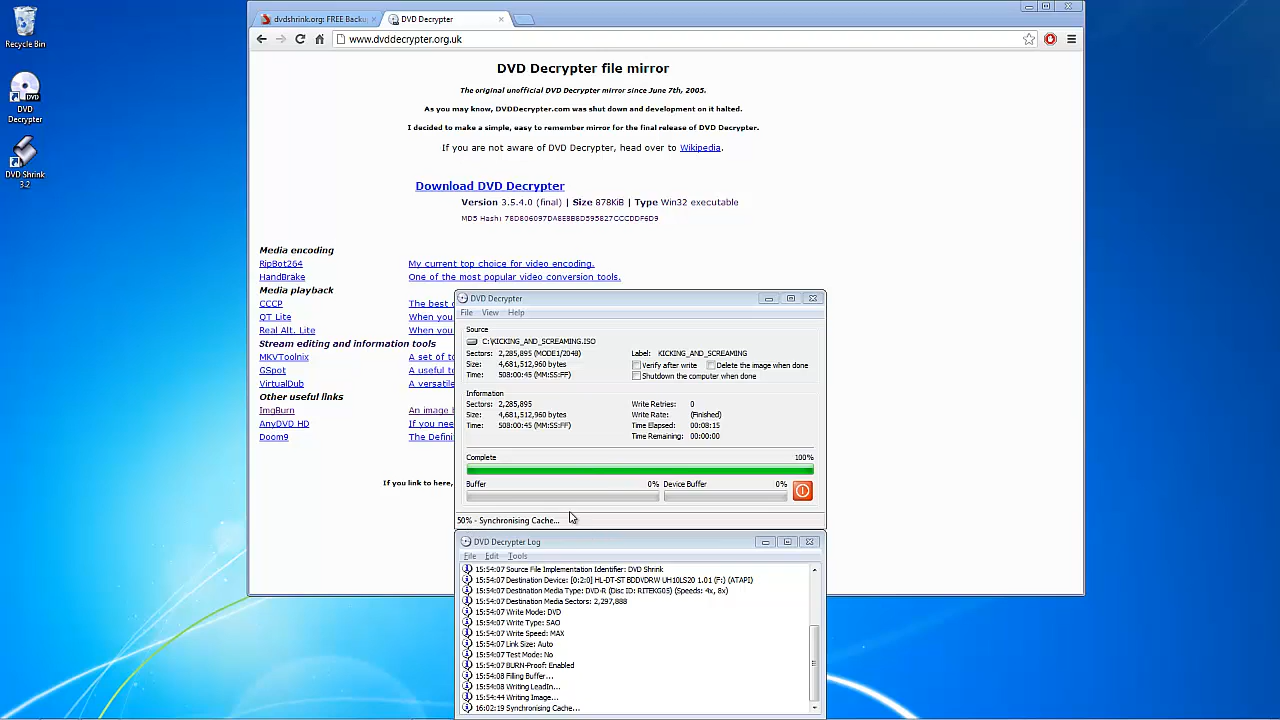 Recycle Bin
DVD
DVD
Decrypter
DVD Shrink
3.2
dvdshrink.org: FREE Backu
DVD Decrypter
www.dvddecrypter.org.uk
DVD Decrypter file mirror
The original unofficial DVD Decrypter mirror since June 7th, 2005.
As you may know, DVDDecrypter.com was shut down and development on it halted.
I decided to make a simple, easy to remember mirror for the final release of DVD Decrypter.
If you are not aware of DVD Decrypter, head over to Wikipedia.
Download DVD Decrypter
Version 3.5.4.0 (final) | Size 878KiB | Type Win32 executable
MD5 Hash:
Media encoding
RipBot264 My current top choice for video encoding.
HandBrake One of the most popular video conversion tools.
Media playback
CCCP The best o
QT Lite When you
Real Alt. Lite When you
Stream editing and information tools
MKVToolnix A set of to
GSpot A useful to
VirtualDub A versatile
Other useful links
ImgBurn An image b
AnyDVD HD If you need
Doom9 The Defini
If you link to here,
DVD Decrypter
File View Help
Source
C:\KICKING_AND_SCREAMING.ISO
Sectors: 2,285,895 (MODE1/2048) Label: KICKING_AND_SCREAMING
Size: 4,681,512,960 bytes Verify after write Delete the image when done
Time: 508:00:45 (MM:SS:FF) Shutdown the computer when done
Information
Sectors: 2,285,895 Write Retries: 0
Size: 4,681,512,960 bytes Write Rate: (Finished)
Time: 508:00:45 (MM:SS:FF) Time Elapsed: 00:08:15
Time Remaining: 00:00:00
Complete 100%
Buffer 0% Device Buffer 0%
50% - Synchronising Cache...
DVD Decrypter Log
File Edit Tools
15:54:07 Source File Implementation Identifier: DVD Shrink
15:54:07 Destination Device: [0:2:0] HL-DT-ST BDDVDRW UH10LS20 1.01 (F:) (ATAPI)
15:54:07 Destination Media Type: DVD-R (Disc ID: RITEKG05) (Speeds: 4x, 8x)
15:54:07 Destination Media Sectors: 2,297,888
15:54:07 Write Mode: DVD
15:54:07 Write Type: SAO
15:54:07 Write Speed: MAX
15:54:07 Link Size: Auto
15:54:07 Test Mode: No
15:54:07 BURN-Proof: Enabled
15:54:08 Filling Buffer...
15:54:08 Writing LeadIn...
15:54:44 Writing Image...
16:02:19 Synchronising Cache...